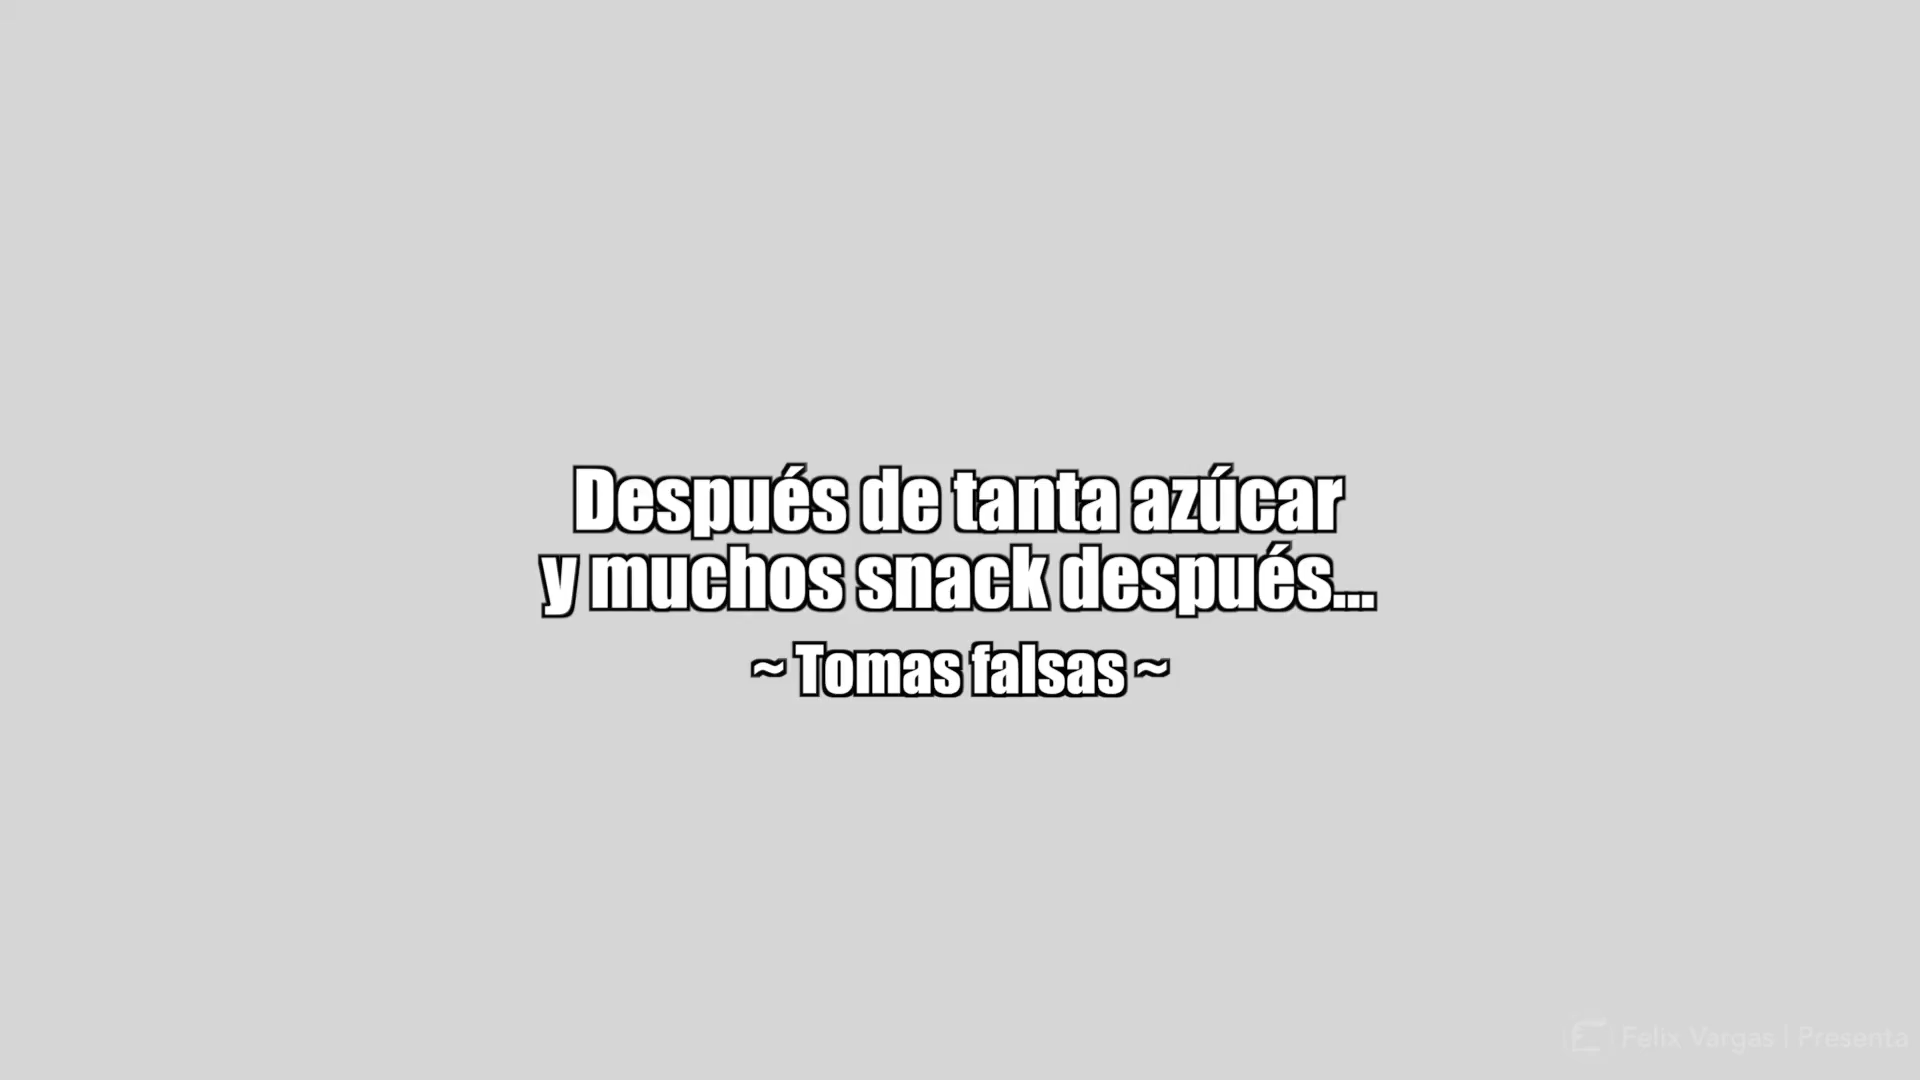 Después de tanta azúcar
y muchos snack después...
~ Tomas falsas ~
Felix Vargas | Presenta